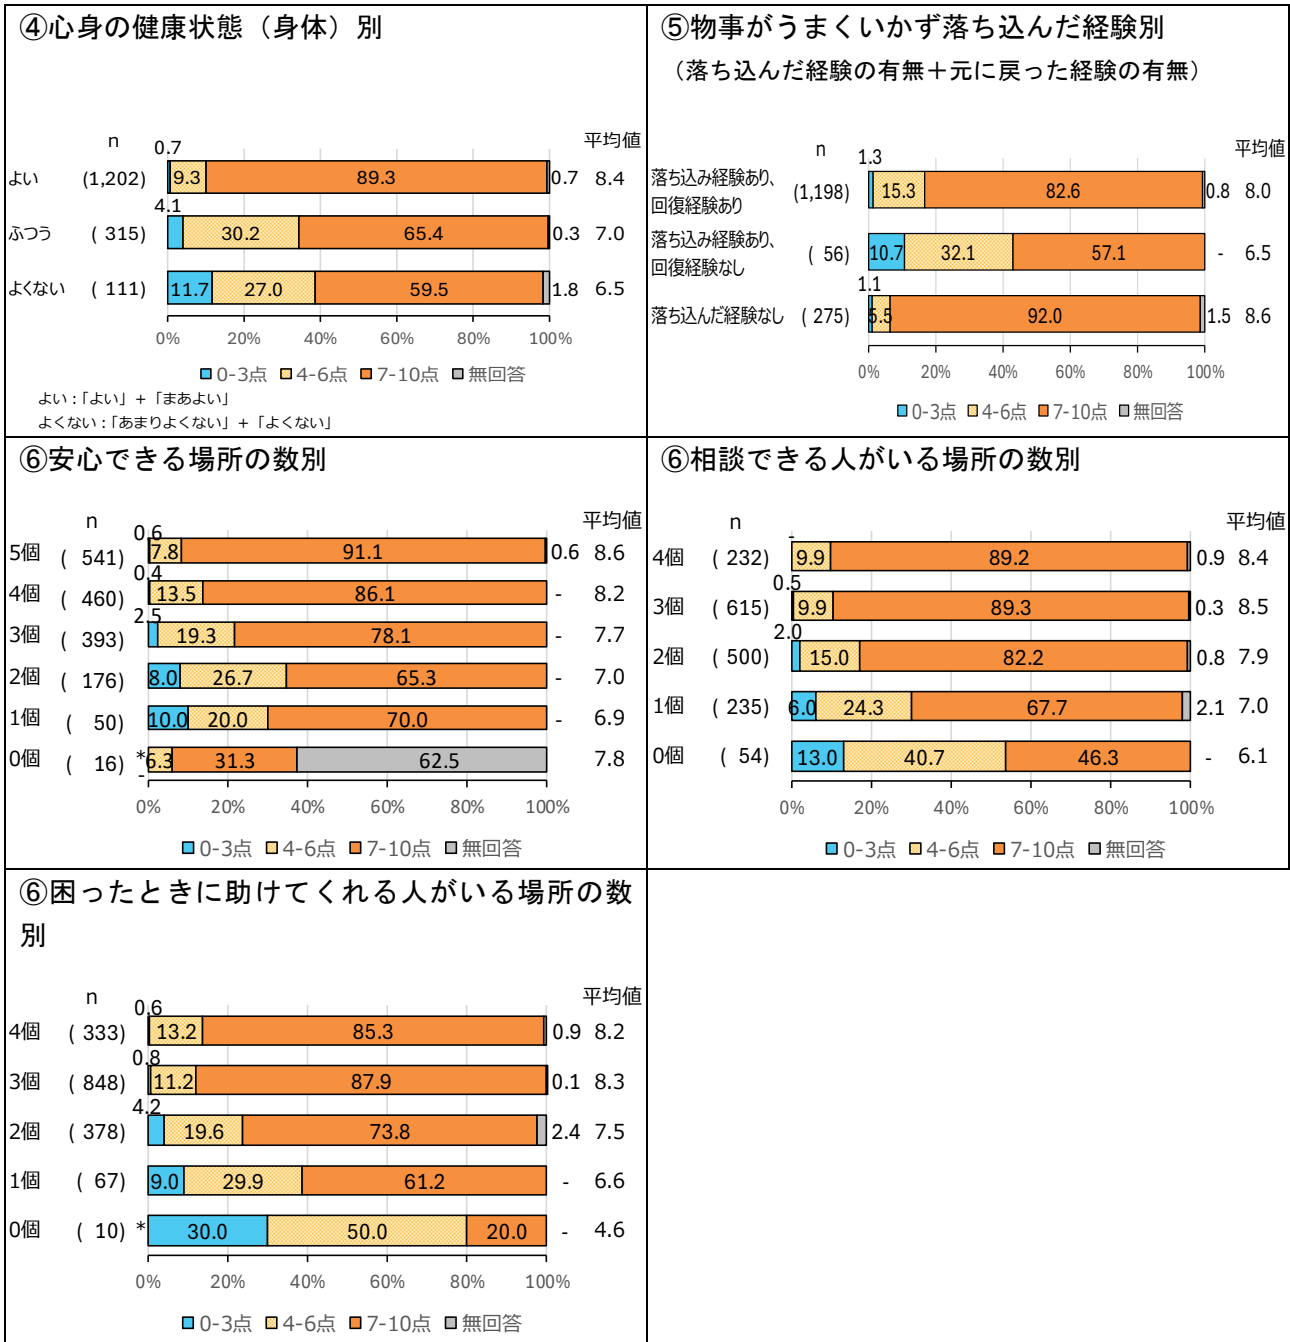 ④心身の健康状態（身体）別
n 平均値
0.7
よい (1,202) 9.3 89.3 0.7 8.4
4.1
ふつう ( 315) 30.2 65.4 0.3 7.0
よくない ( 111) 11.7 27.0 59.5 1.8 6.5
0% 20% 40% 60% 80% 100%
0-3点 4-6点 7-10点 無回答
よい：「よい」＋「まあよい」
よくない：「あまりよくない」＋「よくない」
⑤物事がうまくいかず落ち込んだ経験別
（落ち込んだ経験の有無＋元に戻った経験の有無）
n 平均値
1.3
落ち込み経験あり、
回復経験あり (1,198) 15.3 82.6 0.8 8.0
落ち込み経験あり、
回復経験なし ( 56) 10.7 32.1 57.1 - 6.5
1.1
落ち込んだ経験なし ( 275) 5.5 92.0 1.5 8.6
0% 20% 40% 60% 80% 100%
0-3点 4-6点 7-10点 無回答
⑥安心できる場所の数別
n 平均値
0.6
5個 ( 541) 7.8 91.1 0.6 8.6
0.4
4個 ( 460) 13.5 86.1 - 8.2
2.5
3個 ( 393) 19.3 78.1 - 7.7
2個 ( 176) 8.0 26.7 65.3 - 7.0
1個 ( 50) 10.0 20.0 70.0 - 6.9
0個 ( 16) * 6.3 31.3 62.5 7.8
-
0% 20% 40% 60% 80% 100%
0-3点 4-6点 7-10点 無回答
⑥相談できる人がいる場所の数別
n 平均値
-
4個 ( 232) 9.9 89.2 0.9 8.4
0.5
3個 ( 615) 9.9 89.3 0.3 8.5
2.0
2個 ( 500) 15.0 82.2 0.8 7.9
1個 ( 235) 6.0 24.3 67.7 2.1 7.0
0個 ( 54) 13.0 40.7 46.3 - 6.1
0% 20% 40% 60% 80% 100%
0-3点 4-6点 7-10点 無回答
⑥困ったときに助けてくれる人がいる場所の数
別
n 平均値
0.6
4個 ( 333) 13.2 85.3 0.9 8.2
0.8
3個 ( 848) 11.2 87.9 0.1 8.3
4.2
2個 ( 378) 19.6 73.8 2.4 7.5
1個 ( 67) 9.0 29.9 61.2 - 6.6
0個 ( 10) * 30.0 50.0 20.0 - 4.6
0% 20% 40% 60% 80% 100%
0-3点 4-6点 7-10点 無回答